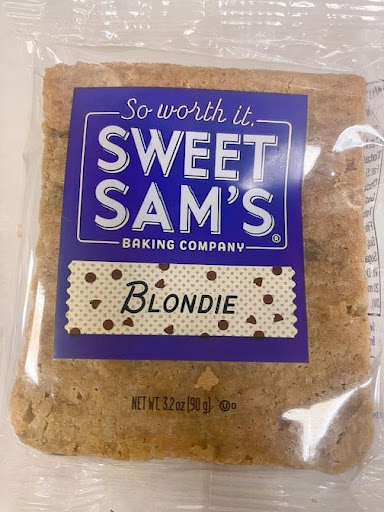 So worth it.
SWEET
SAM'S®
BAKING COMPANY
BLONDIE
NET WT. 3.2 oz (90 g) Ⓤ D